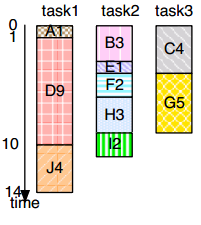 task1 task2 task3
0
1
A1
B3
C4
E1
D9
F2
G5
H3
10
I2
J4
14
time